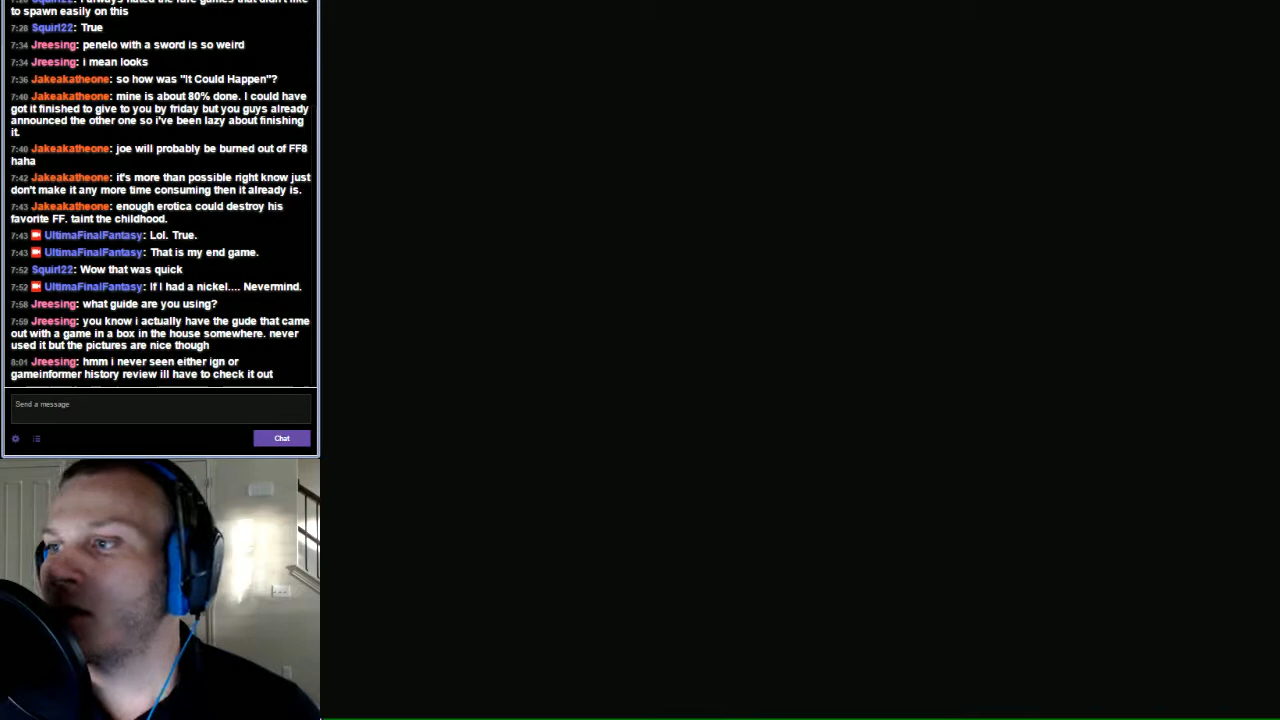 to spawn easily on this
7:28 Squirl22: True
7:34 Jreesing: penelo with a sword is so weird
7:34 Jreesing: i mean looks
7:36 Jakeakatheone: so how was "It Could Happen"?
7:40 Jakeakatheone: mine is about 80% done. I could have
got it finished to give to you by friday but you guys already
announced the other one so i've been lazy about finishing
it.
7:40 Jakeakatheone: joe will probably be burned out of FF8
haha
7:42 Jakeakatheone: it's more than possible right know just
don't make it any more time consuming then it already is.
7:43 Jakeakatheone: enough erotica could destroy his
favorite FF. taint the childhood.
7:43 UltimaFinalFantasy: Lol. True.
7:43 UltimaFinalFantasy: That is my end game.
7:52 Squirl22: Wow that was quick
7:52 UltimaFinalFantasy: If I had a nickel.... Nevermind.
7:58 Jreesing: what guide are you using?
7:59 Jreesing: you know i actually have the gude that came
out with a game in a box in the house somewhere. never
used it but the pictures are nice though
8:01 Jreesing: hmm i never seen either ign or
gameinformer history review ill have to check it out
Send a message
Chat